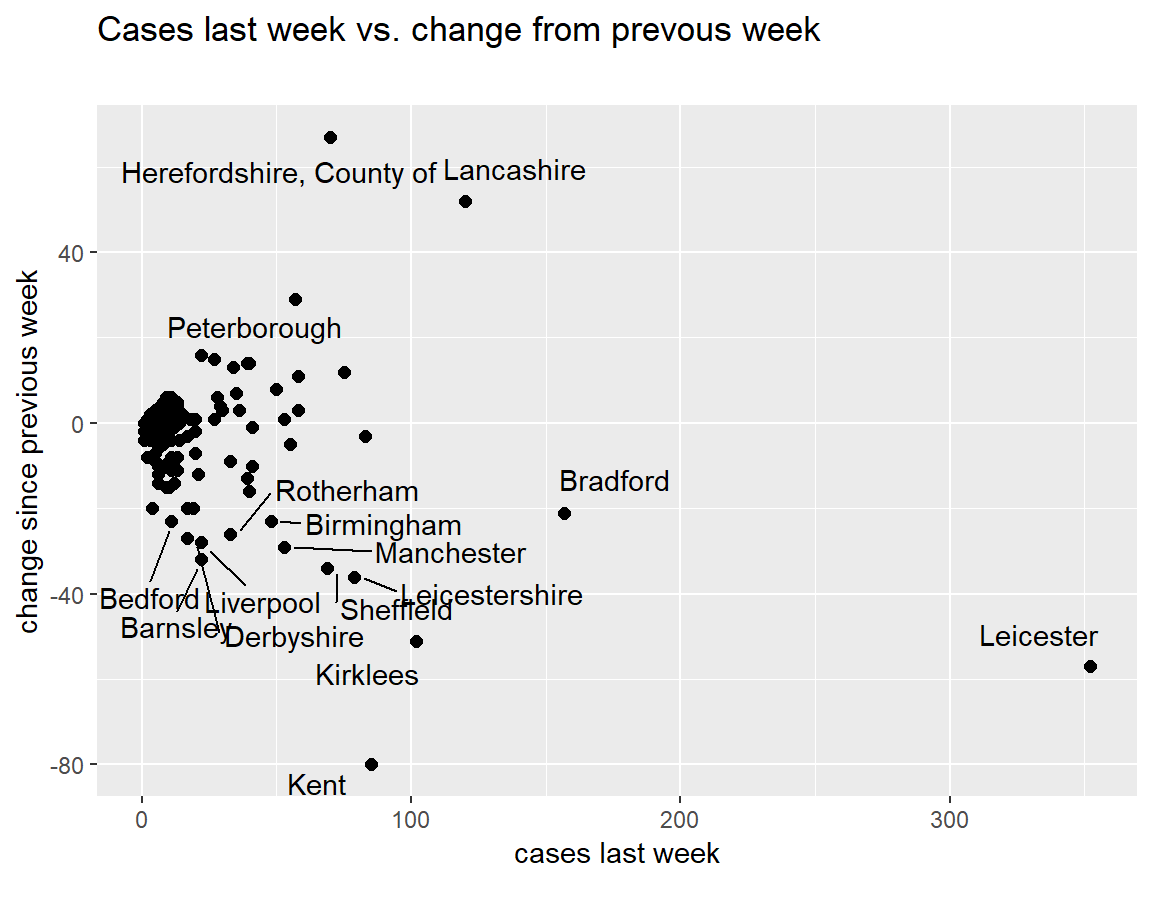 Cases last week vs. change from prevous week
Herefordshire, County of
Lancashire
40
Peterborough
0
Bradford
Rotherham
Birmingham
Manchester
-40
Bedford
Liverpool
Leicestershire
Sheffield
Barnsley
Derbyshire
Leicester
Kirklees
-80
Kent
0
100
200
300
cases last week
change since previous week